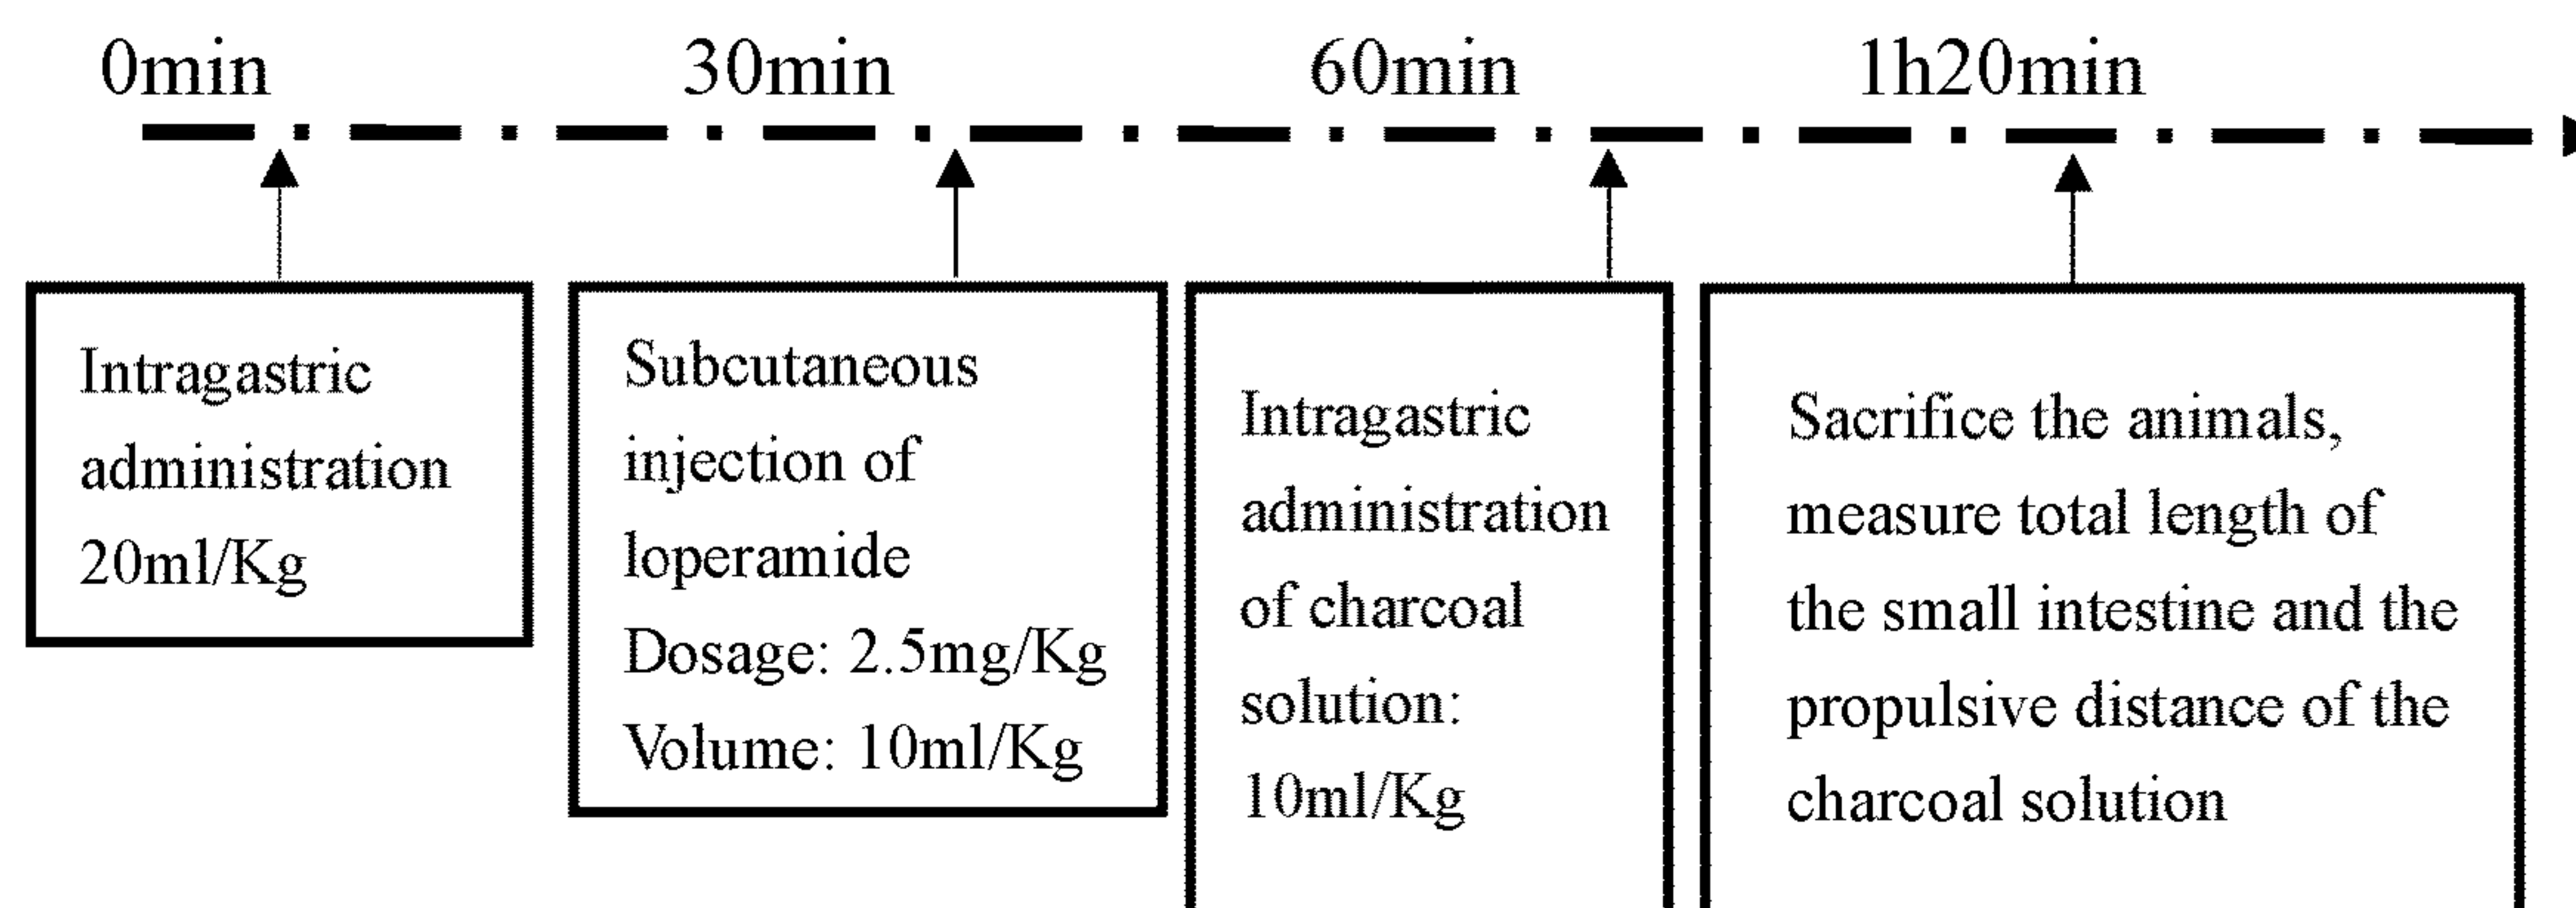 0min
30min
60min
1h20min
Intragastric
administration
20ml/Kg
Subcutaneous
injection of
loperamide
Dosage: 2.5mg/Kg
Volume: 10ml/Kg
Intragastric
administration
of charcoal
solution:
10ml/Kg
Sacrifice the animals,
measure total length of
the small intestine and the
propulsive distance of the
charcoal solution